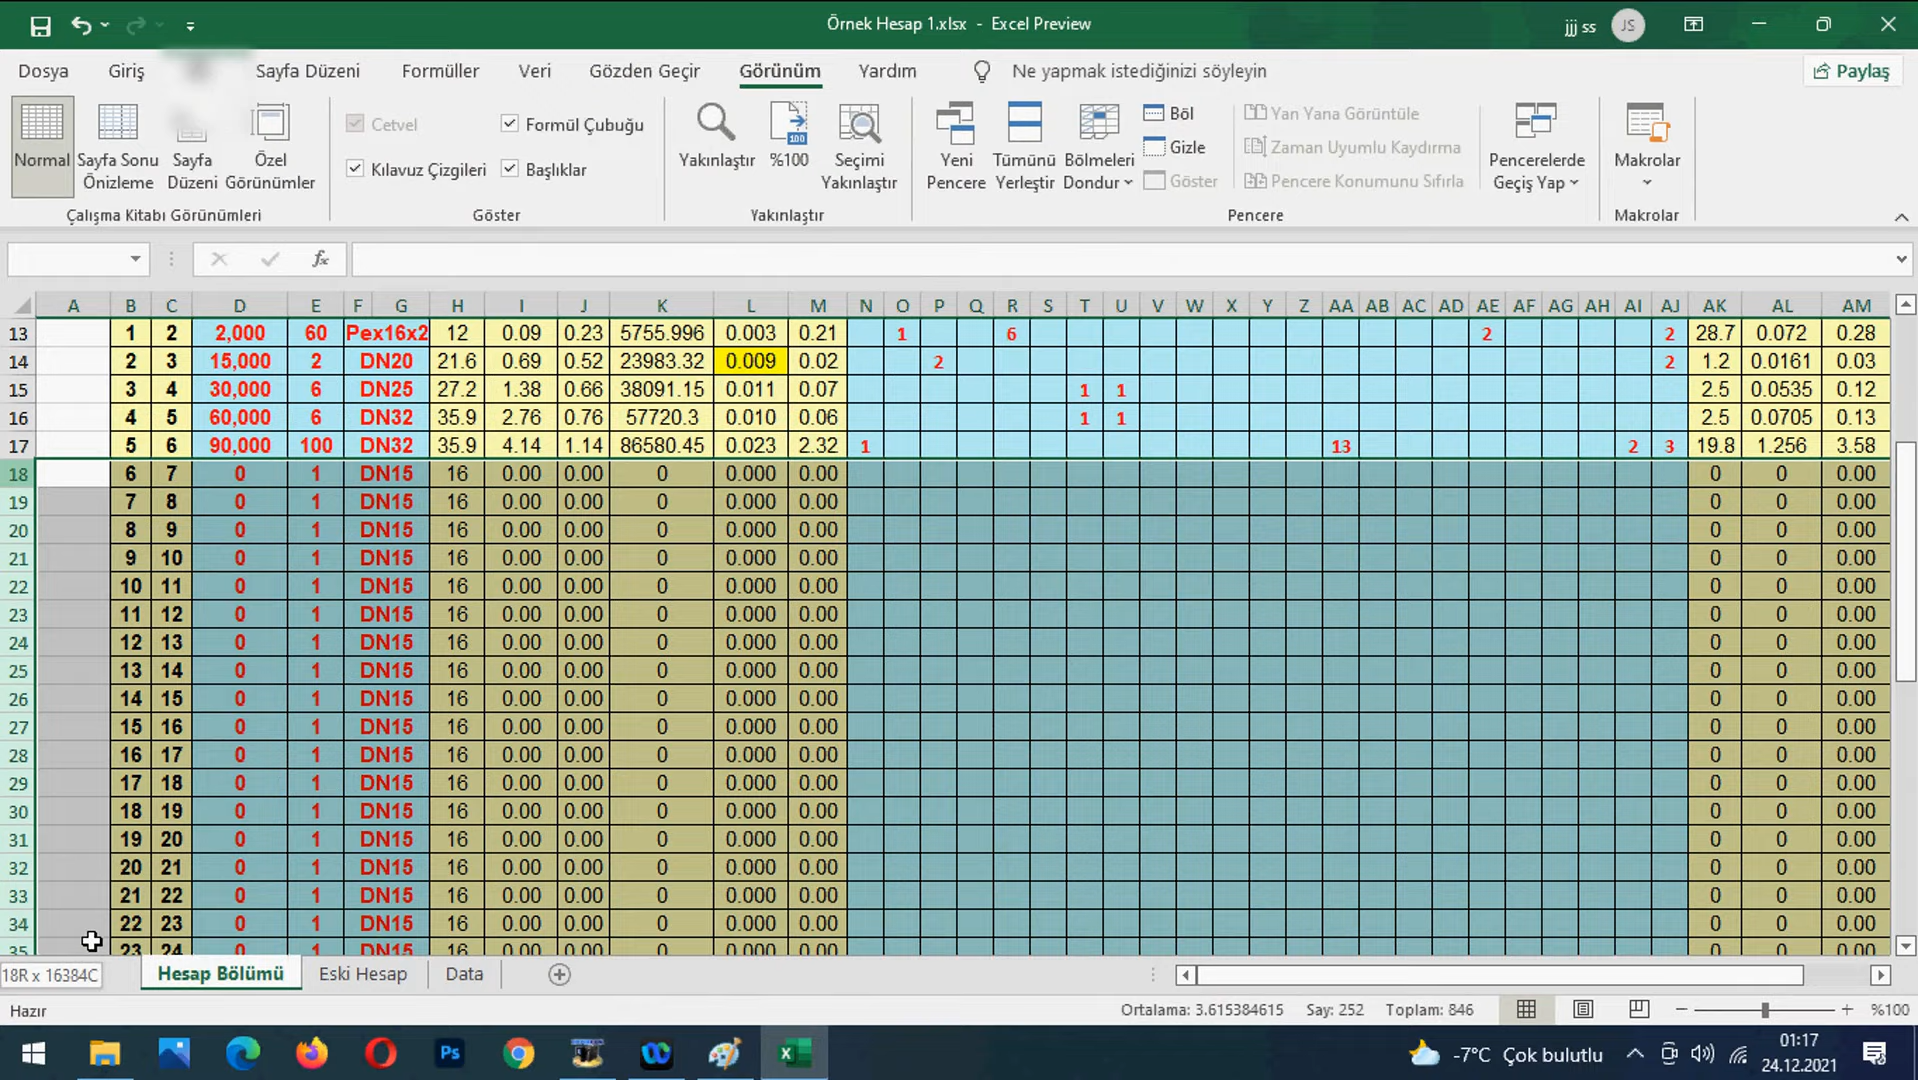 Örnek Hesap 1.xlsx - Excel Preview
jjj ss JS
Dosya Giriş Sayfa Düzeni Formüller Veri Gözden Geçir Görünüm Yardım Ne yapmak istediğinizi söyleyin Paylaş
Normal
Sayfa Sonu
Önizleme
Sayfa
Düzeni
Özel
Görünümler
Çalışma Kitabı Görünümleri
Cetvel
Formül Çubuğu
Kılavuz Çizgileri
Başlıklar
Göster
Yakınlaştır
100
%100
Seçimi
Yakınlaştır
Yakınlaştır
Yeni
Pencere
Tümünü
Yerleştir
Bölmeleri
Dondur
Böl
Gizle
Göster
Yan Yana Görüntüle
Zaman Uyumlu Kaydırma
Pencere Konumunu Sıfırla
Pencerelerde
Geçiş Yap
Pencere
Makrolar
Makrolar
fx
A B C D E F G H I J K L M N O P Q R S T U V W X Y Z AA AB AC AD AE AF AG AH AI AJ AK AL AM
13 1 2 2,000 60 Pex16x2 12 0.09 0.23 5755.996 0.003 0.21 1 6 2 2 28.7 0.072 0.28
14 2 3 15,000 2 DN20 21.6 0.69 0.52 23983.32 0.009 0.02 2 2 1.2 0.0161 0.03
15 3 4 30,000 6 DN25 27.2 1.38 0.66 38091.15 0.011 0.07 1 1 2.5 0.0535 0.12
16 4 5 60,000 6 DN32 35.9 2.76 0.76 57720.3 0.010 0.06 1 1 2.5 0.0705 0.13
17 5 6 90,000 100 DN32 35.9 4.14 1.14 86580.45 0.023 2.32 1 13 2 3 19.8 1.256 3.58
18 6 7 0 1 DN15 16 0.00 0.00 0 0.000 0.00 0 0 0.00
19 7 8 0 1 DN15 16 0.00 0.00 0 0.000 0.00 0 0 0.00
20 8 9 0 1 DN15 16 0.00 0.00 0 0.000 0.00 0 0 0.00
21 9 10 0 1 DN15 16 0.00 0.00 0 0.000 0.00 0 0 0.00
22 10 11 0 1 DN15 16 0.00 0.00 0 0.000 0.00 0 0 0.00
23 11 12 0 1 DN15 16 0.00 0.00 0 0.000 0.00 0 0 0.00
24 12 13 0 1 DN15 16 0.00 0.00 0 0.000 0.00 0 0 0.00
25 13 14 0 1 DN15 16 0.00 0.00 0 0.000 0.00 0 0 0.00
26 14 15 0 1 DN15 16 0.00 0.00 0 0.000 0.00 0 0 0.00
27 15 16 0 1 DN15 16 0.00 0.00 0 0.000 0.00 0 0 0.00
28 16 17 0 1 DN15 16 0.00 0.00 0 0.000 0.00 0 0 0.00
29 17 18 0 1 DN15 16 0.00 0.00 0 0.000 0.00 0 0 0.00
30 18 19 0 1 DN15 16 0.00 0.00 0 0.000 0.00 0 0 0.00
31 19 20 0 1 DN15 16 0.00 0.00 0 0.000 0.00 0 0 0.00
32 20 21 0 1 DN15 16 0.00 0.00 0 0.000 0.00 0 0 0.00
33 21 22 0 1 DN15 16 0.00 0.00 0 0.000 0.00 0 0 0.00
34 22 23 0 1 DN15 16 0.00 0.00 0 0.000 0.00 0 0 0.00
35 23 24 0 1 DN15 16 0.00 0.00 0 0.000 0.00 0 0 0.00
18R x 16384C Hesap Bölümü Eski Hesap Data
Hazır Ortalama: 3.615384615 Say: 252 Toplam: 846 %100
Ps -7°C Çok bulutlu 01:17
24.12.2021